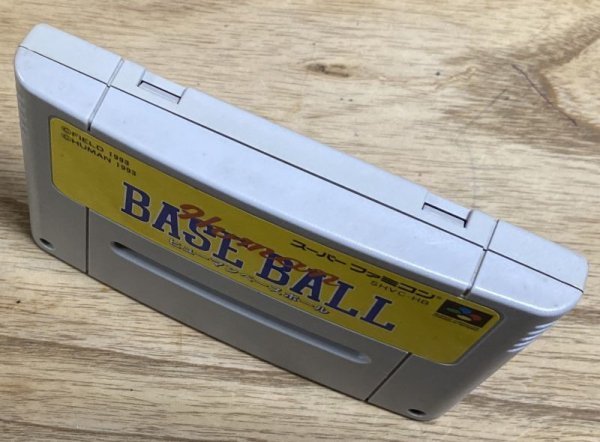 ©FIELD 1993
©HUMAN 1993
Human
BASE BALL
ヒューマンベースボール
スーパー ファミコン®
SHVC-HB